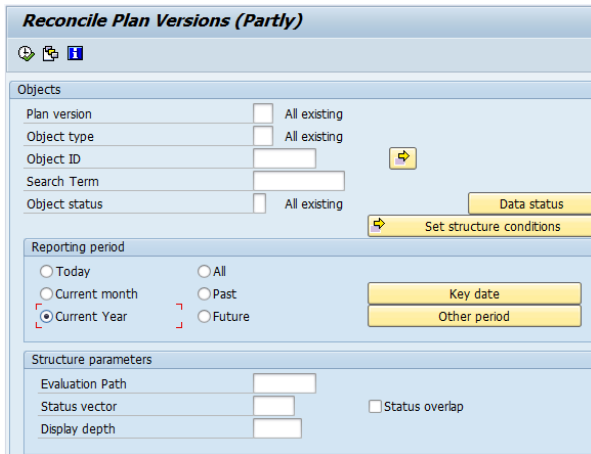 Reconcile Plan Versions (Partly)
Objects
Plan version All existing
Object type All existing
Object ID
Search Term
Object status All existing Data status
Set structure conditions
Reporting period
Today All
Current month Past Key date
Current Year Future Other period
Structure parameters
Evaluation Path
Status vector Status overlap
Display depth